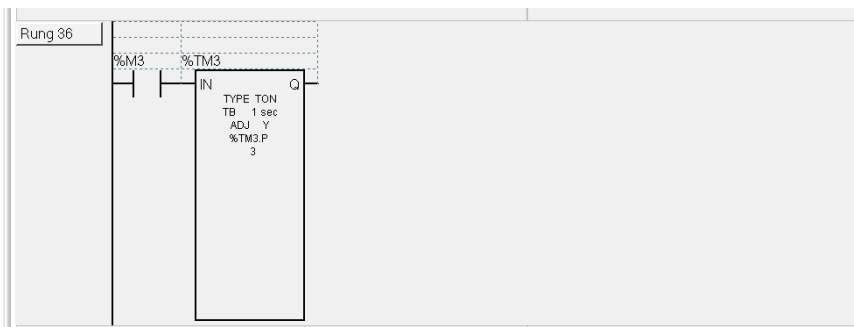 Rung 36
%M3 %TM3
IN Q
TYPE TON
TB 1 sec
ADJ Y
%TM3.P
3